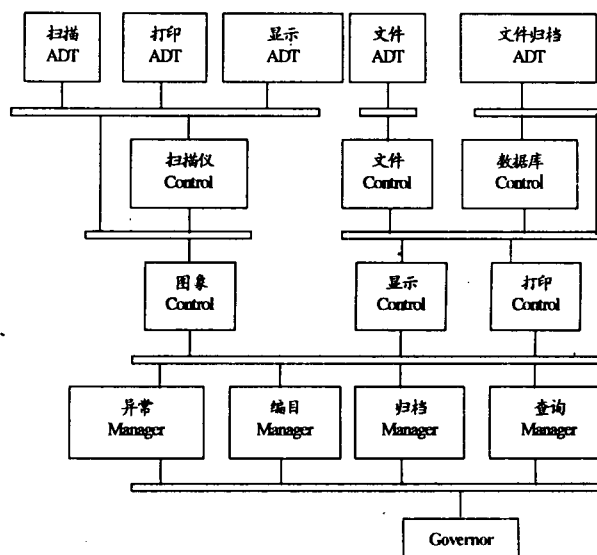 扫描
ADT
打印
ADT
显示
ADT
文件
ADT
文件归档
ADT
扫描仪
Control
文件
Control
数据库
Control
图象
Control
显示
Control
打印
Control
异常
Manager
编目
Manager
归档
Manager
查询
Manager
Governor